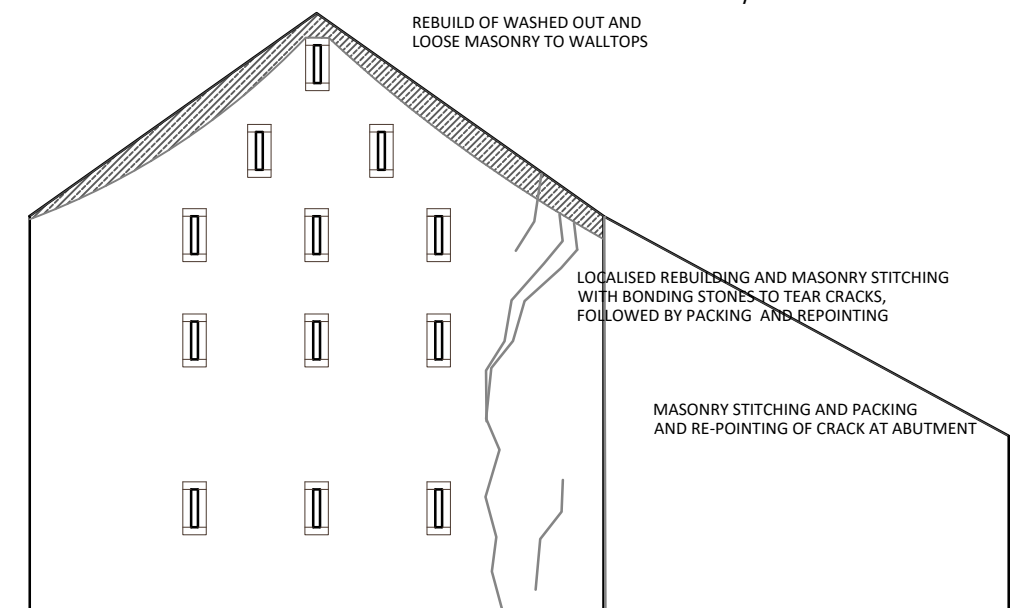 REBUILD OF WASHED OUT AND
LOOSE MASONRY TO WALLTOPS
LOCALISED REBUILDING AND MASONRY STITCHING
WITH BONDING STONES TO TEAR CRACKS,
FOLLOWED BY PACKING AND REPOINTING
MASONRY STITCHING AND PACKING
AND RE-POINTING OF CRACK AT ABUTMENT